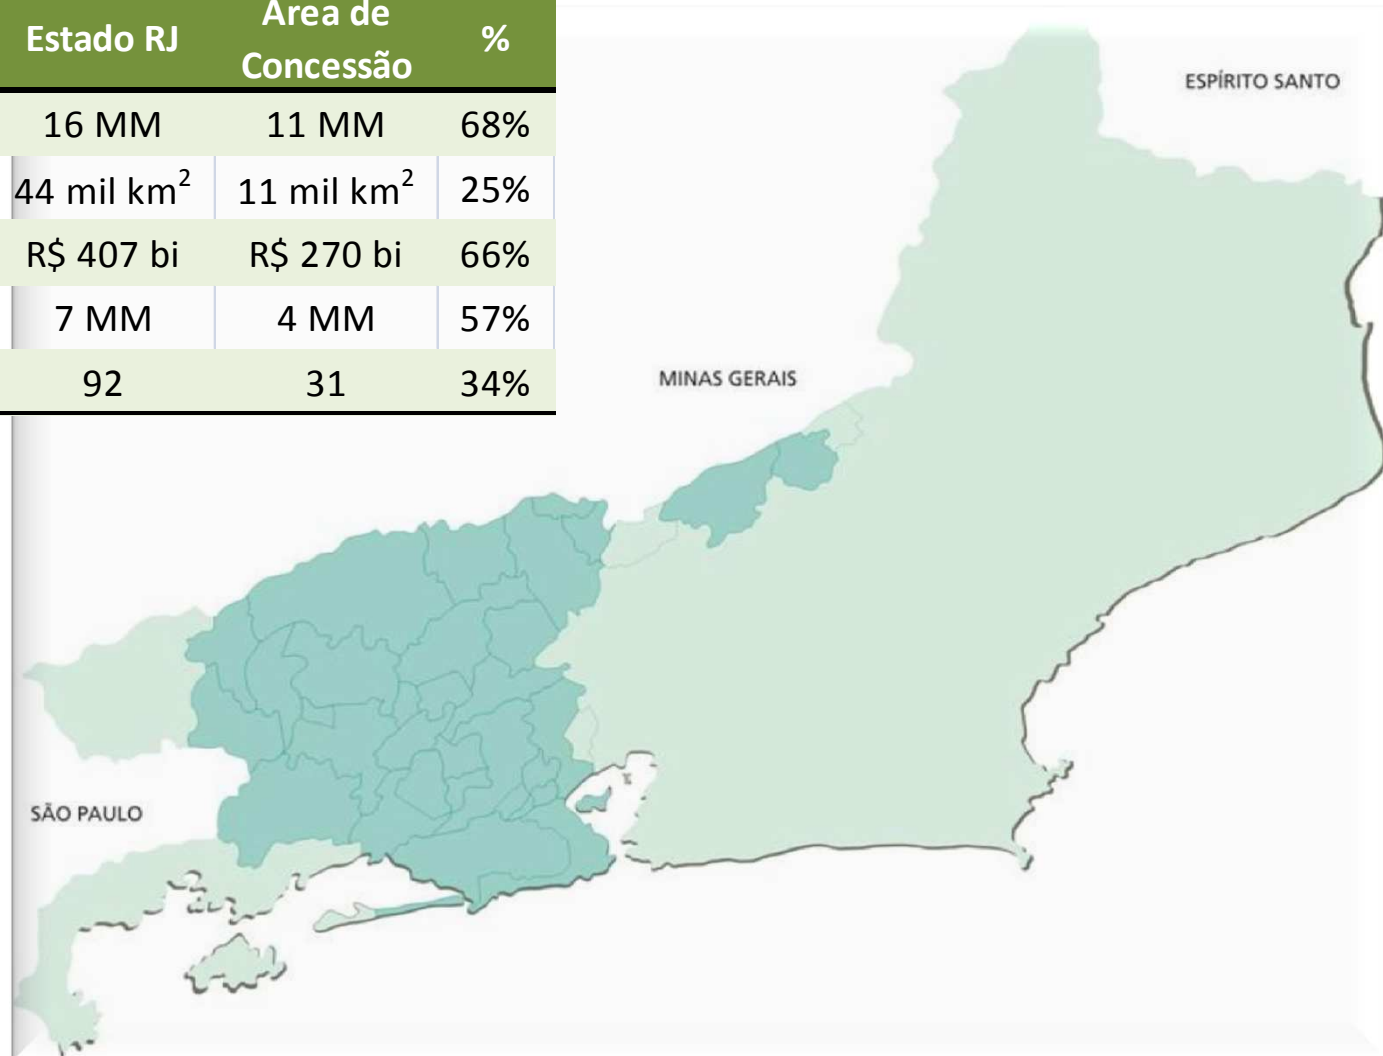 Estado RJ Área de Concessão %
16 MM 11 MM 68%
44 mil km² 11 mil km² 25%
R$ 407 bi R$ 270 bi 66%
7 MM 4 MM 57%
92 31 34%
ESPÍRITO SANTO
MINAS GERAIS
SÃO PAULO